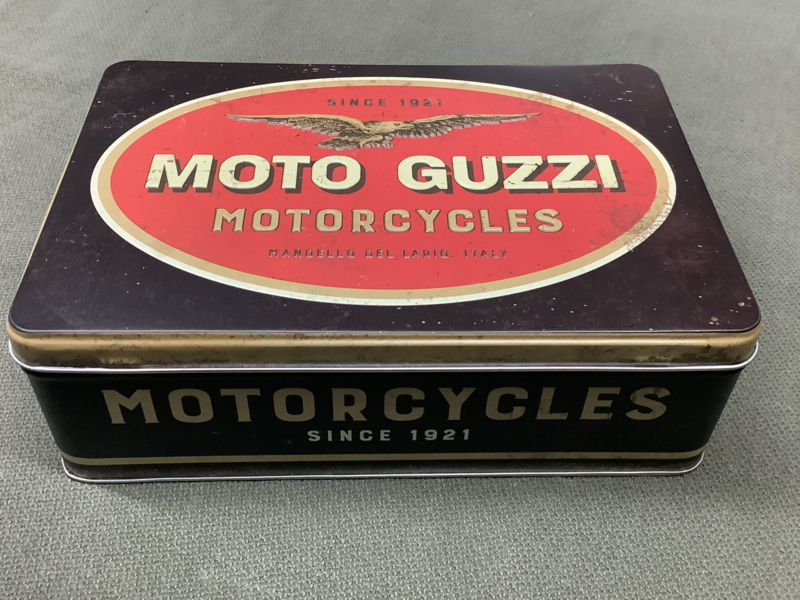 SINCE 1921
MOTO GUZZI
MOTORCYCLES
MANDELLO DEL LARIO, ITALY
MOTORCYCLES
SINCE 1921